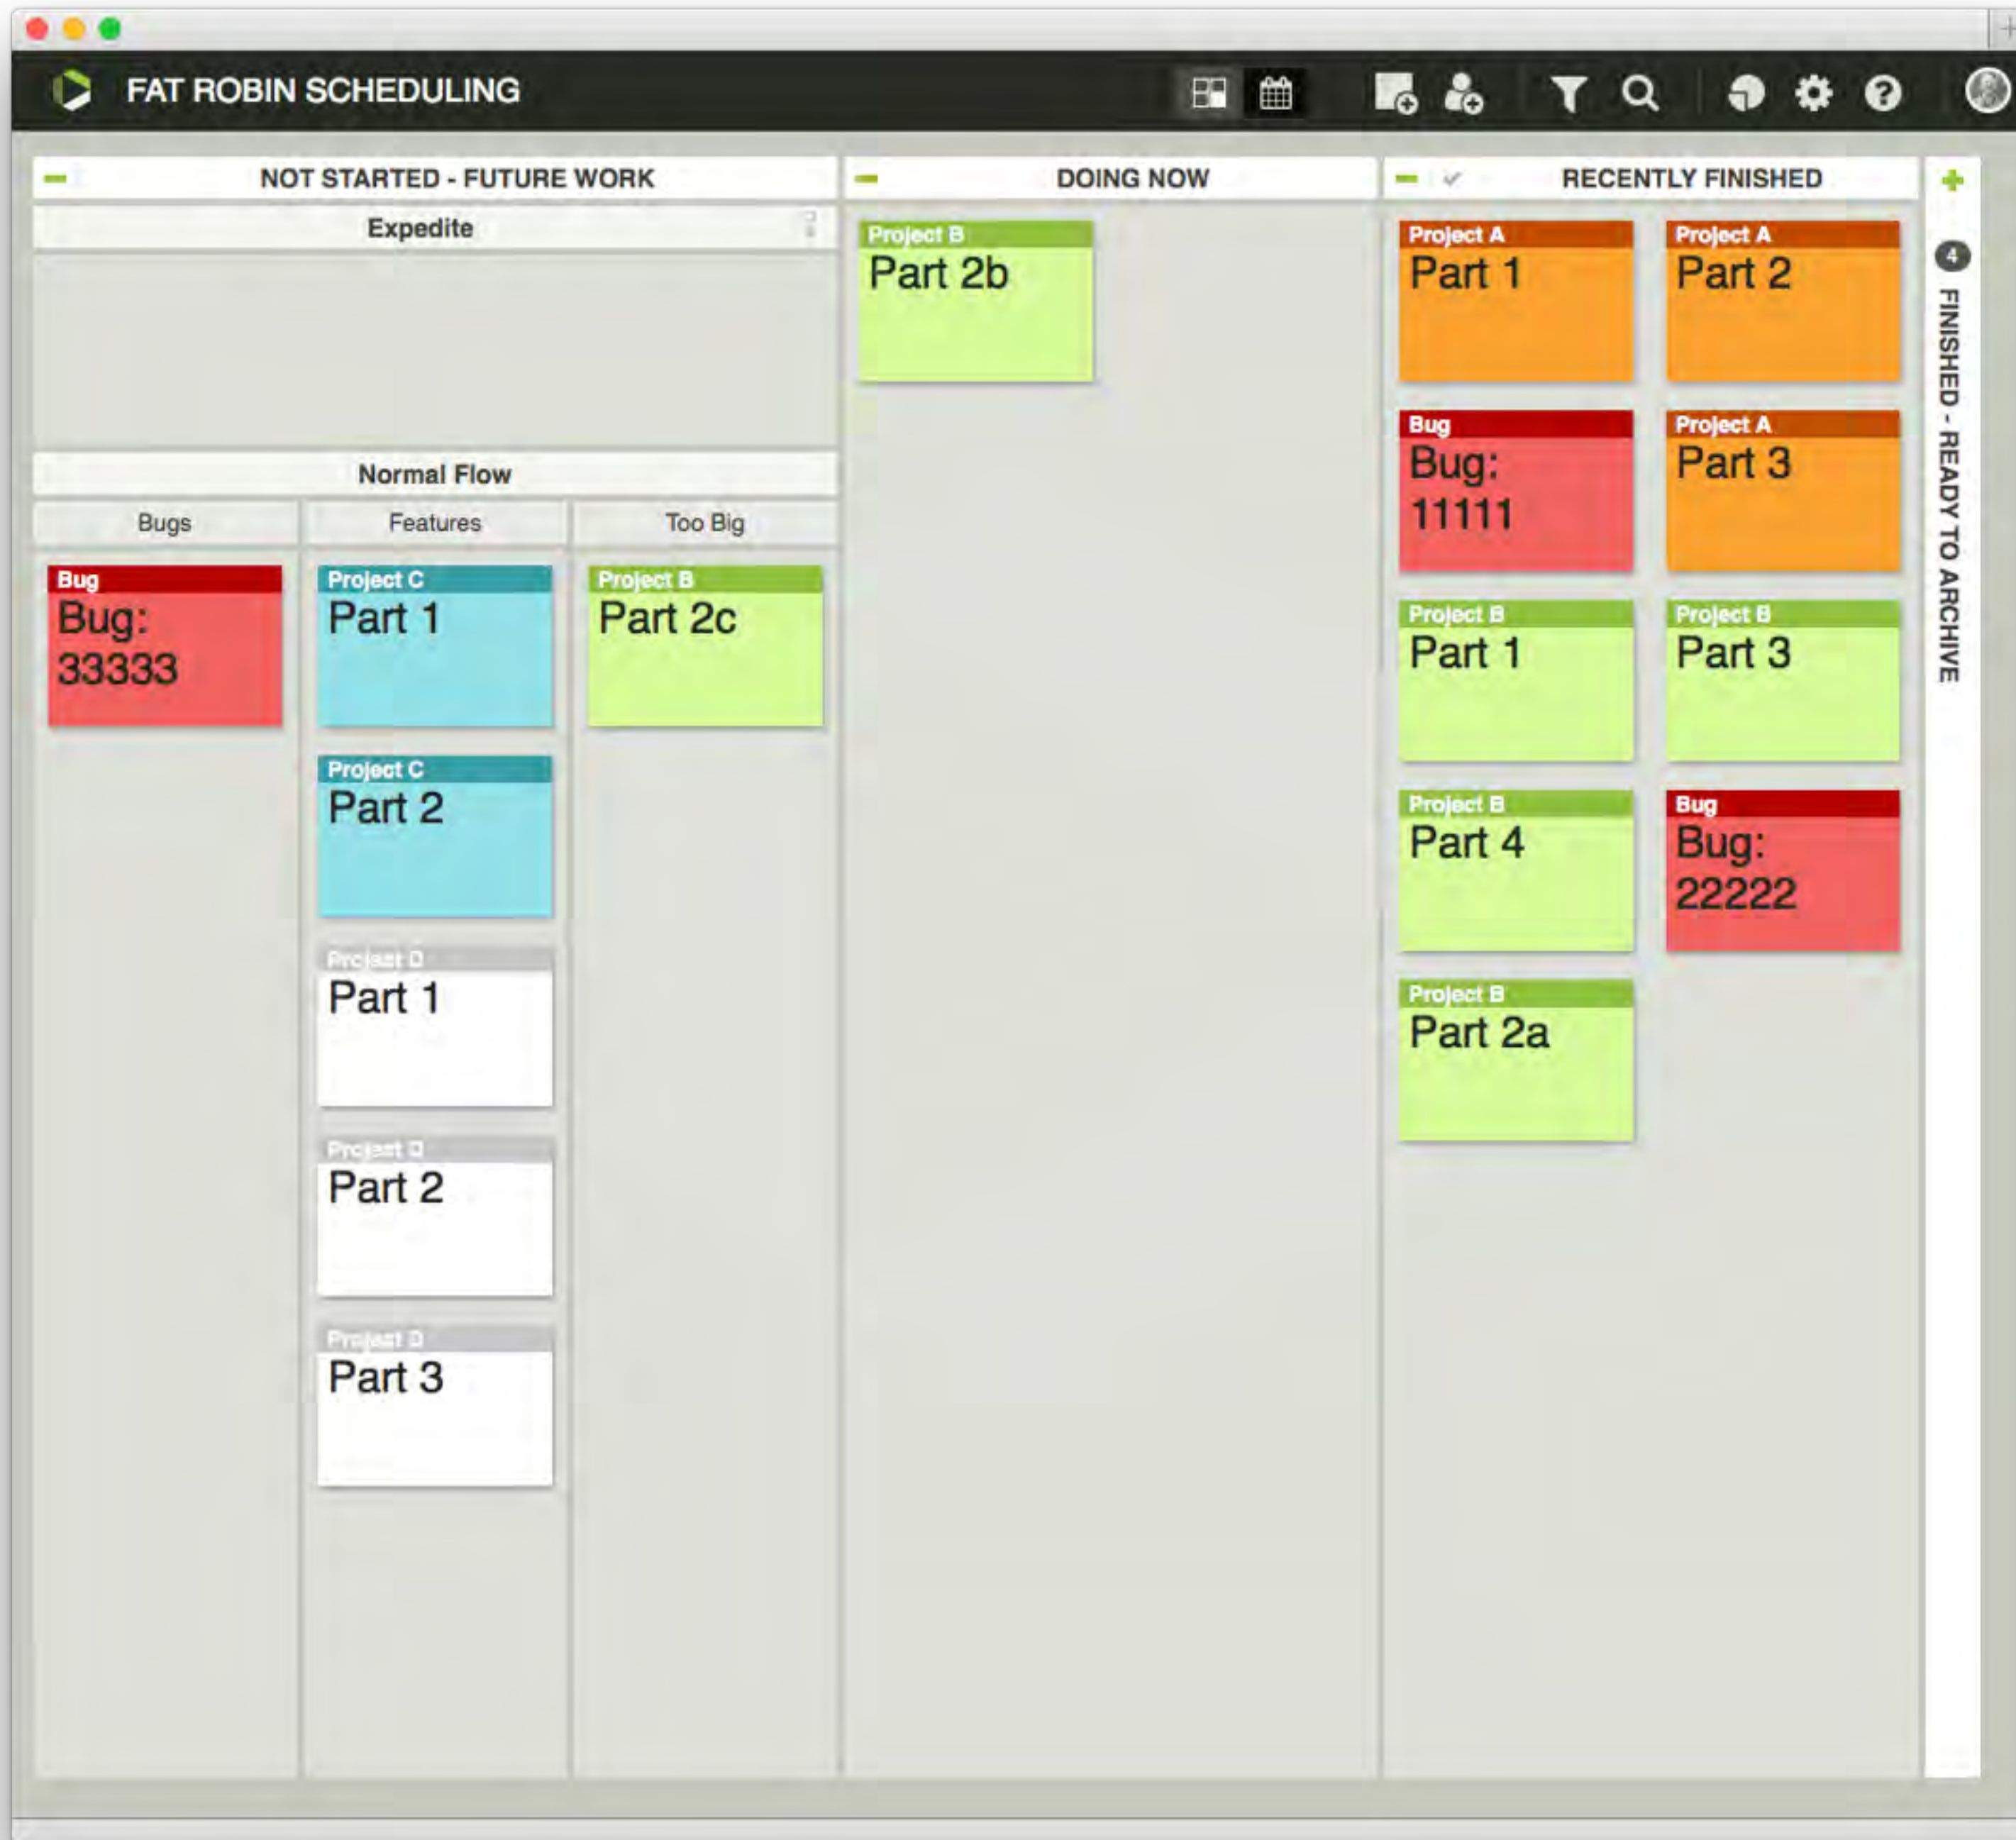 FAT ROBIN SCHEDULING
NOT STARTED - FUTURE WORK
Expedite
Normal Flow
Bugs
Features
Too Big
Bug
Bug:
33333
Project C
Part 1
Project C
Part 2
Project D
Part 1
Project D
Part 2
Project D
Part 3
Project B
Part 2c
DOING NOW
Project B
Part 2b
RECENTLY FINISHED
Project A
Part 1
Project A
Part 2
Bug
Bug:
11111
Project A
Part 3
Project B
Part 1
Project B
Part 3
Project B
Part 4
Bug
Bug:
22222
Project B
Part 2a
4
FINISHED - READY TO ARCHIVE